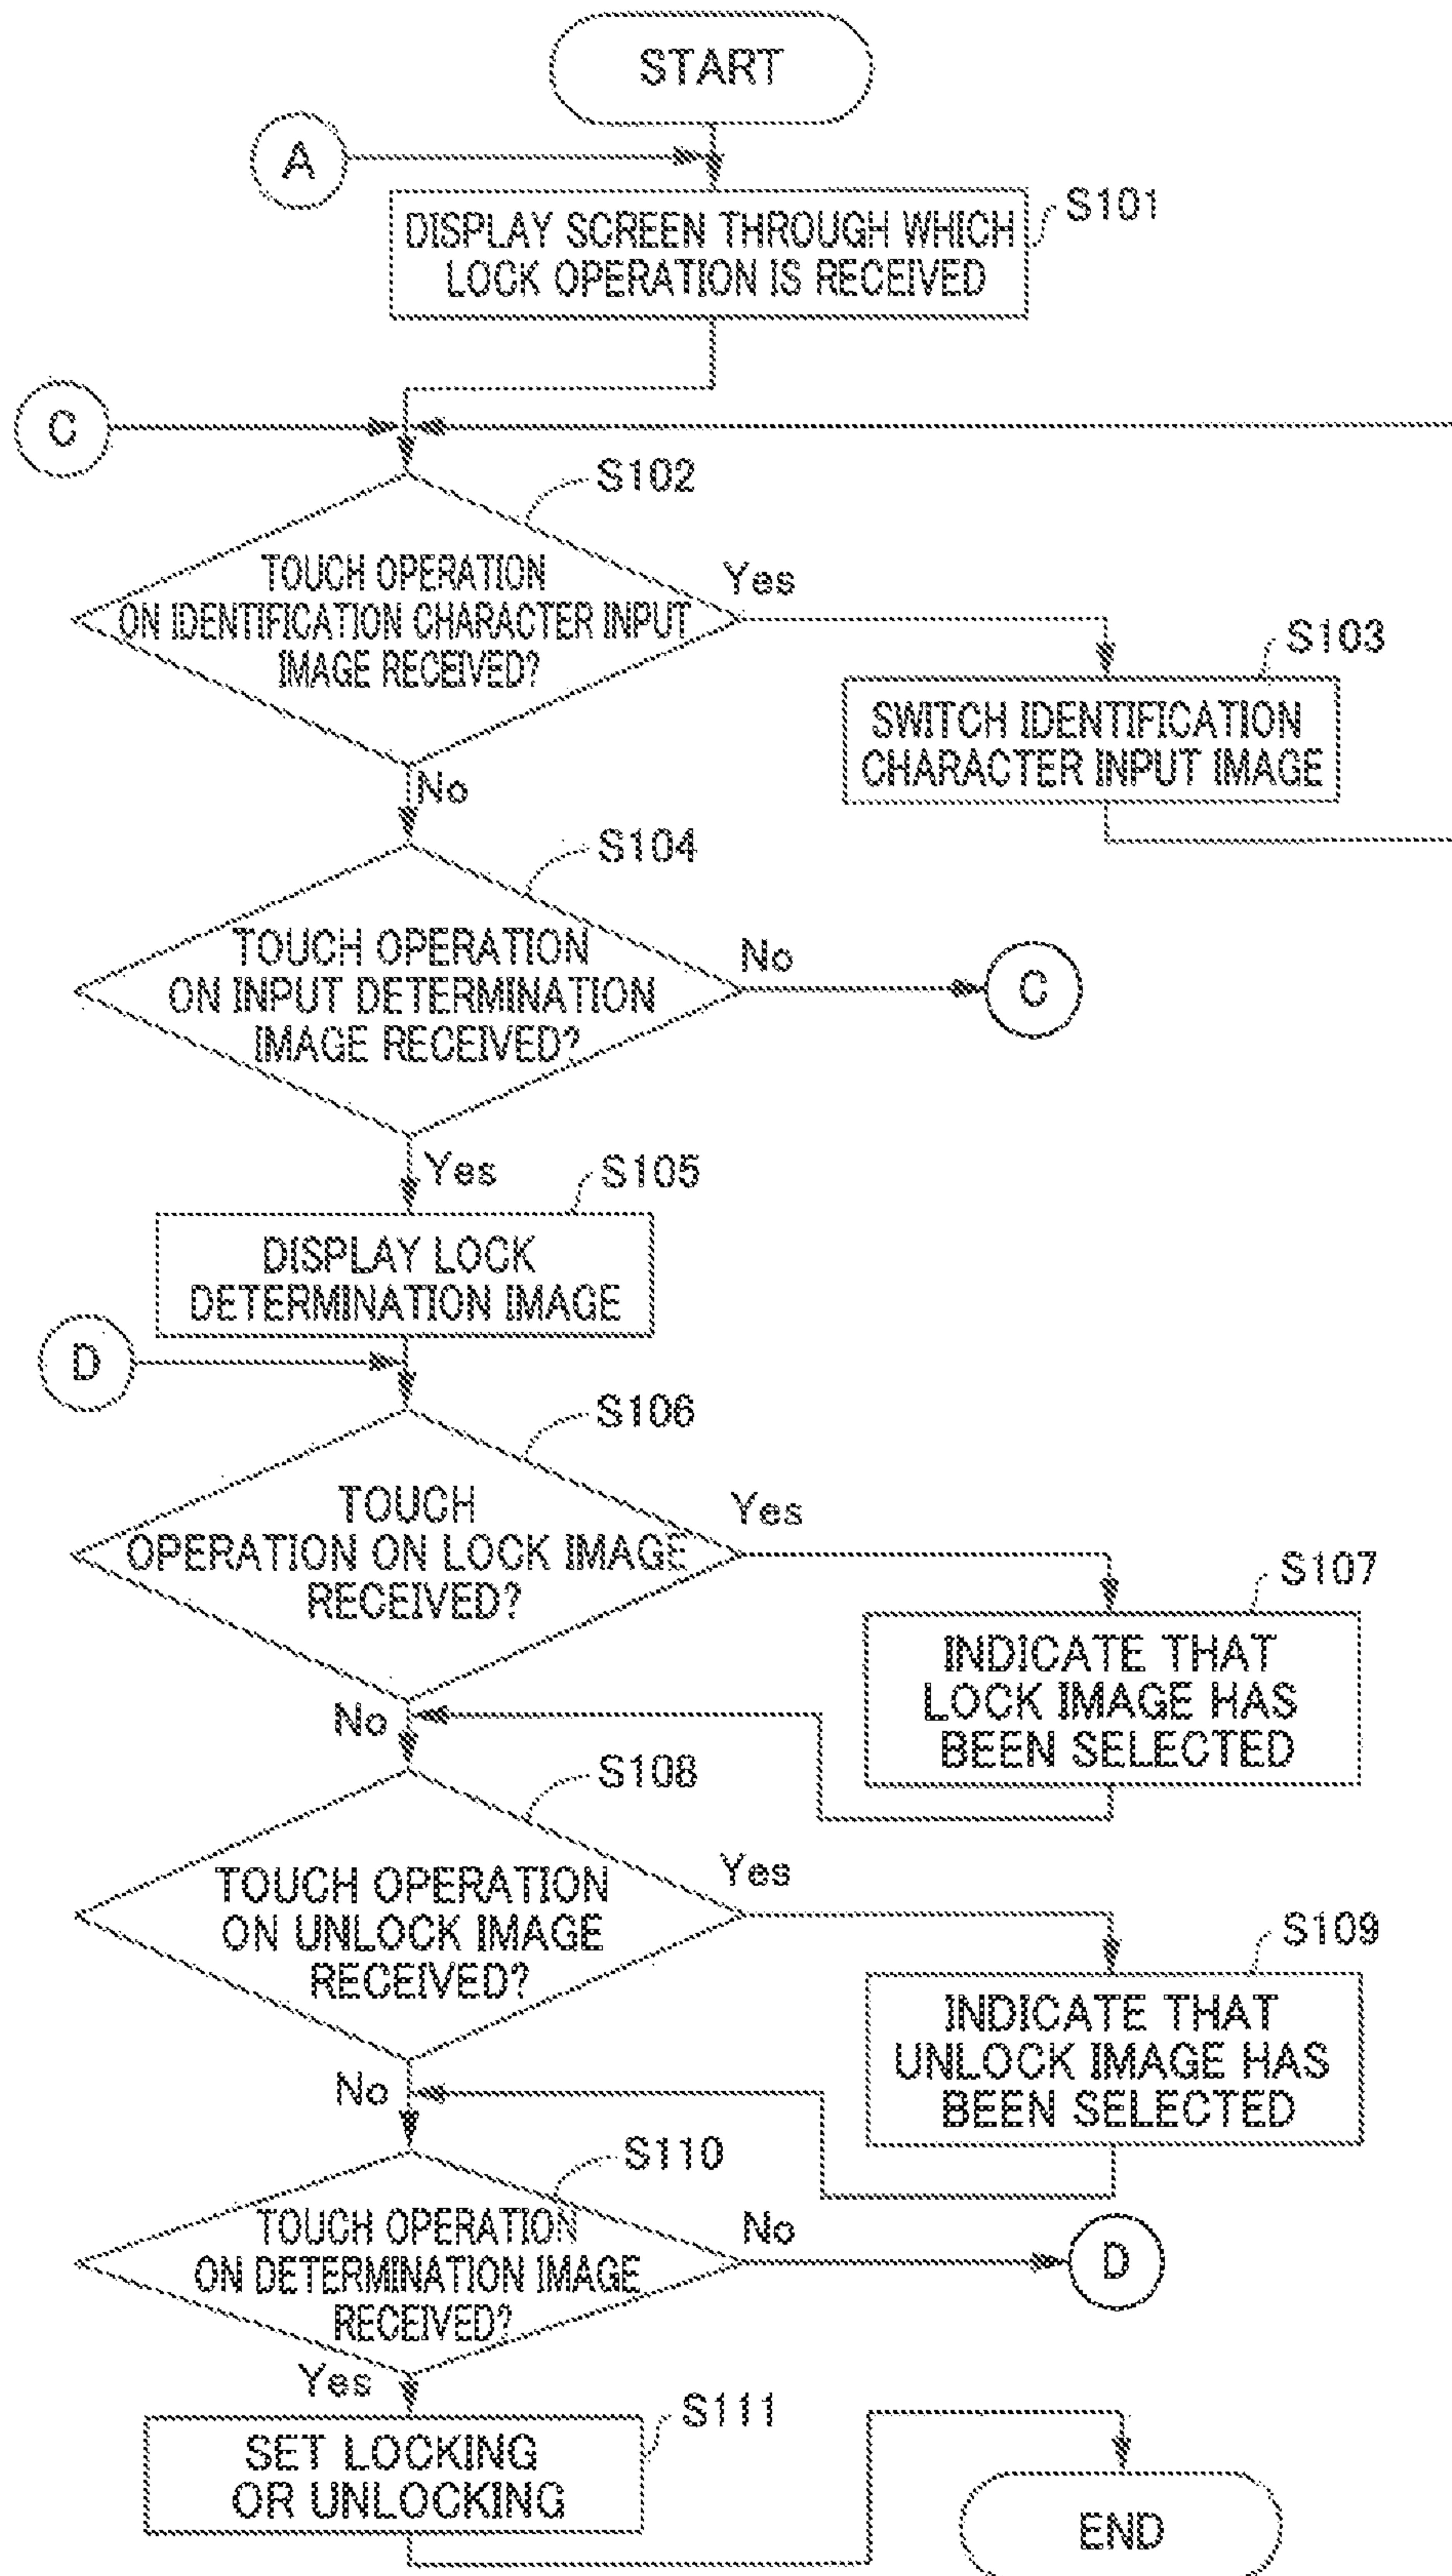 START
A
S101
DISPLAY SCREEN THROUGH WHICH
LOCK OPERATION IS RECEIVED
C
S102
TOUCH OPERATION
ON IDENTIFICATION CHARACTER INPUT
IMAGE RECEIVED?
Yes
S103
SWITCH IDENTIFICATION
CHARACTER INPUT IMAGE
No
S104
TOUCH OPERATION
ON INPUT DETERMINATION
IMAGE RECEIVED?
No
C
Yes
S105
DISPLAY LOCK
DETERMINATION IMAGE
D
S106
TOUCH
OPERATION ON LOCK IMAGE
RECEIVED?
Yes
S107
INDICATE THAT
LOCK IMAGE HAS
BEEN SELECTED
No
S108
TOUCH OPERATION
ON UNLOCK IMAGE
RECEIVED?
Yes
S109
INDICATE THAT
UNLOCK IMAGE HAS
BEEN SELECTED
No
S110
TOUCH OPERATION
ON DETERMINATION IMAGE
RECEIVED?
No
D
Yes
S111
SET LOCKING
OR UNLOCKING
END